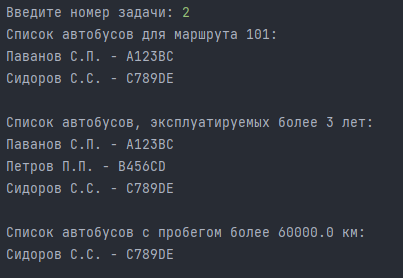 Введите номер задачи: 2
Список автобусов для маршрута 101:
Паванов С.П. - A123BC
Сидоров С.С. - C789DE
Список автобусов, эксплуатируемых более 3 лет:
Паванов С.П. - A123BC
Петров П.П. - B456CD
Сидоров С.С. - C789DE
Список автобусов с пробегом более 60000.0 км:
Сидоров С.С. - C789DE